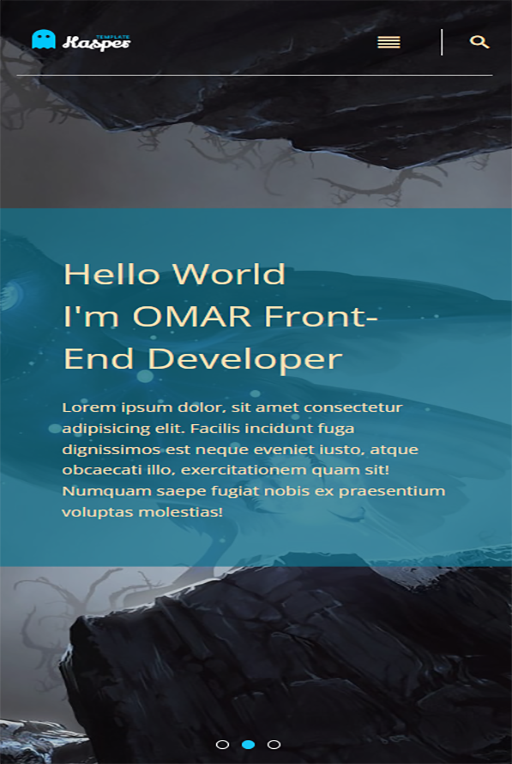 TEMPLATE
Kasper
Hello World
I'm OMAR Front-
End Developer
Lorem ipsum dolor, sit amet consectetur
adipisicing elit. Facilis incidunt fuga
dignissimos est neque eveniet iusto, atque
obcaecati illo, exercitationem quam sit!
Numquam saepe fugiat nobis ex praesentium
voluptas molestias!